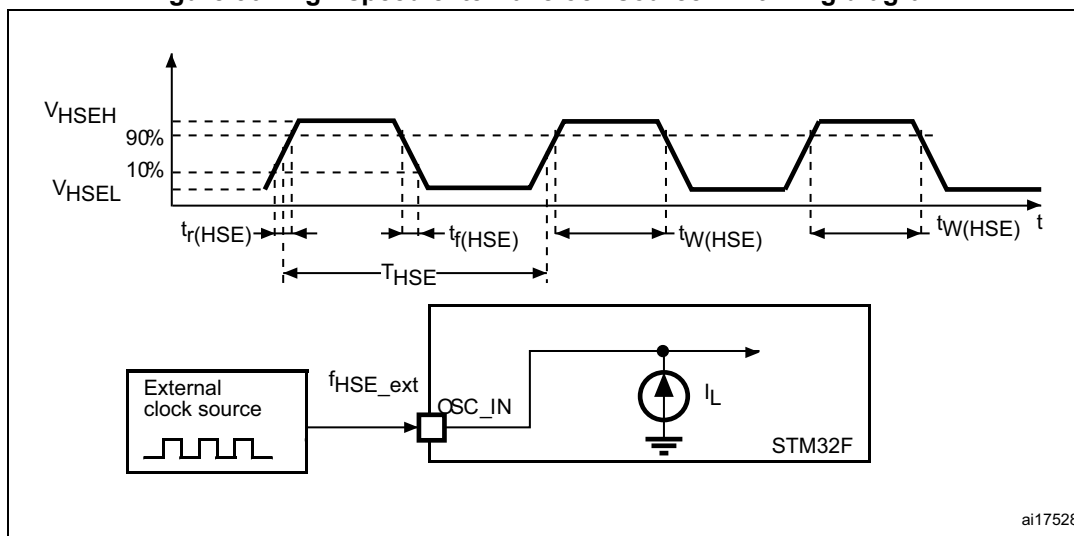 VHSEH
90%
10%
VHSEL
tr(HSE)
tf(HSE)
tW(HSE)
tW(HSE)
t
THSE
External
clock source
fHSE_ext
OSC_IN
IL
STM32F
ai17528